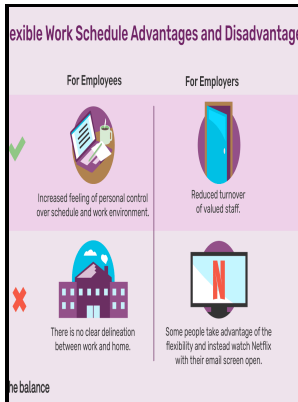 exible Work Schedule Advantages and Disadvantage
For Employees
For Employers
Increased feeling of personal control
over schedule and work environment.
Reduced turnover
of valued staff.
There is no clear delineation
between work and home.
Some people take advantage of the
flexibility and instead watch Netflix
with their email screen open.
N
he balance